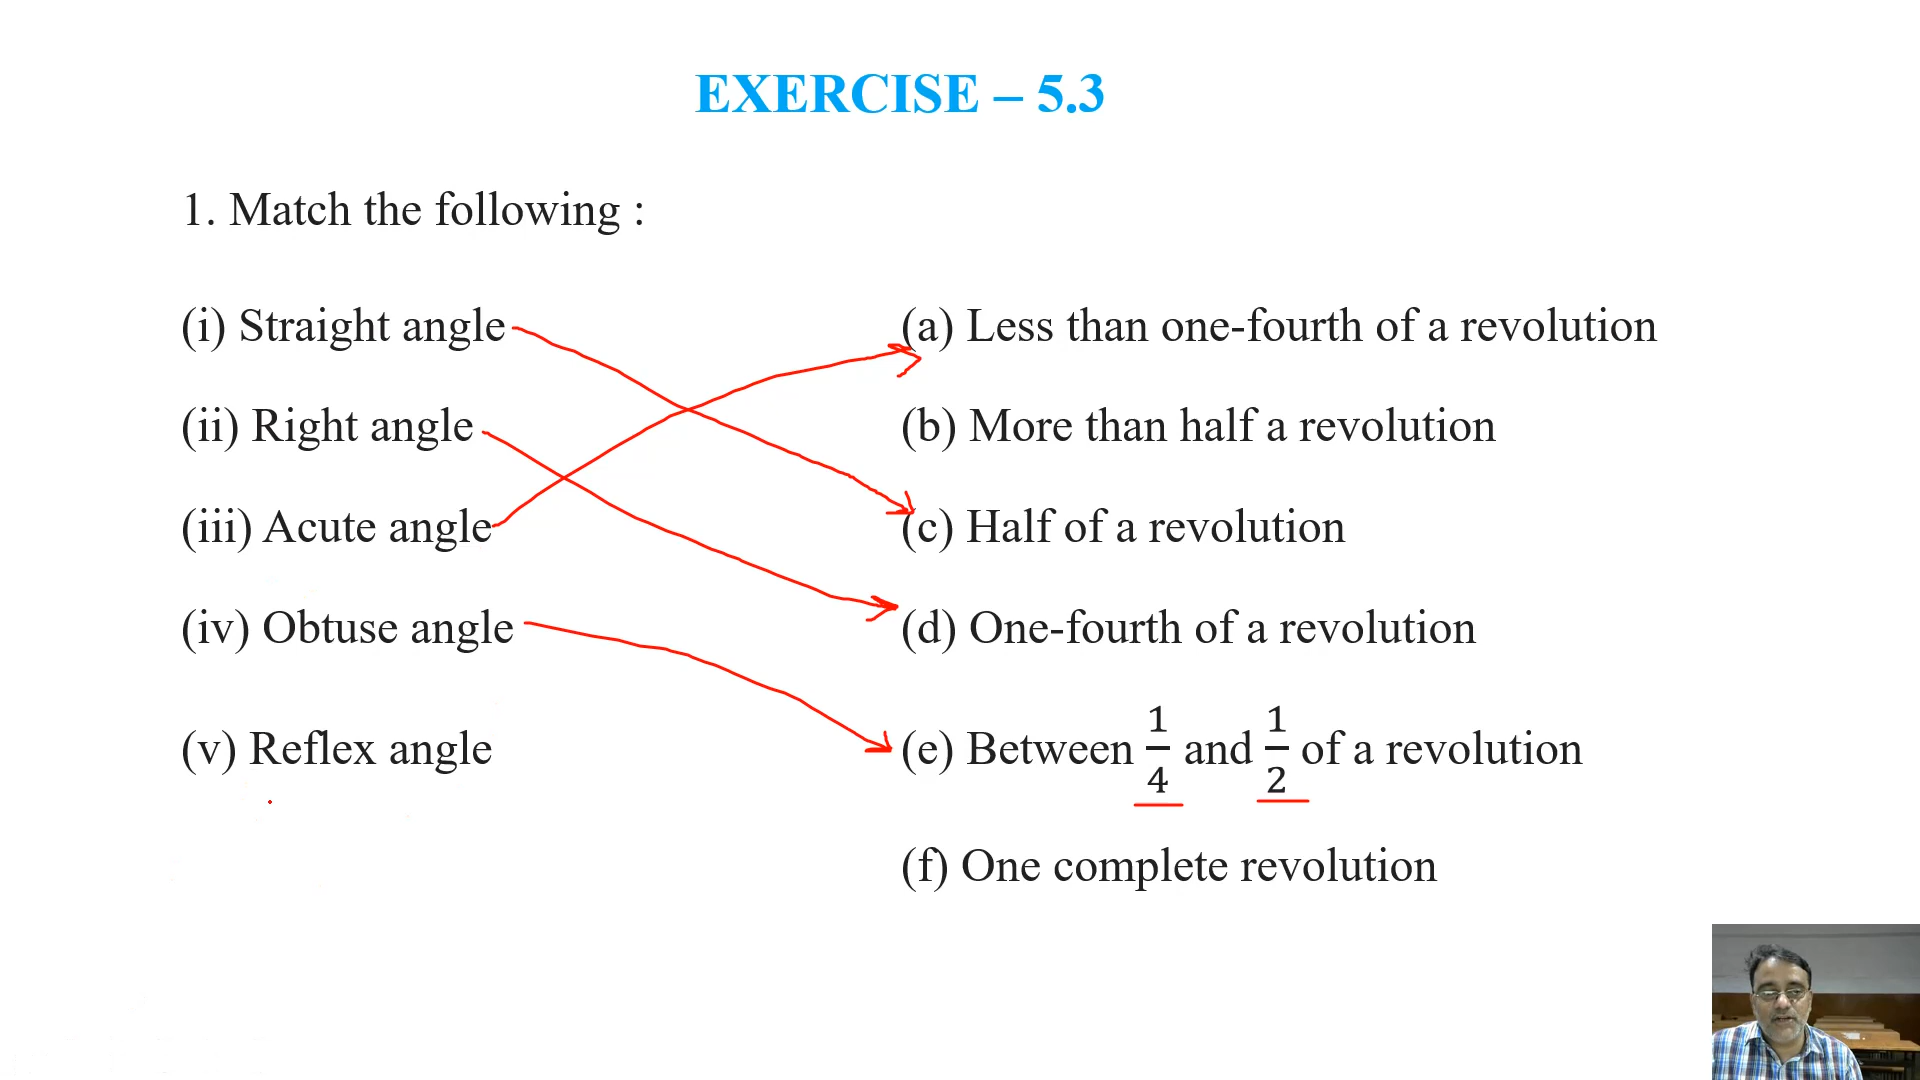 EXERCISE – 5.3
1. Match the following :
(i) Straight angle (a) Less than one-fourth of a revolution
(ii) Right angle (b) More than half a revolution
(iii) Acute angle (c) Half of a revolution
(iv) Obtuse angle (d) One-fourth of a revolution
(v) Reflex angle (e) Between 1/4 and 1/2 of a revolution
(f) One complete revolution